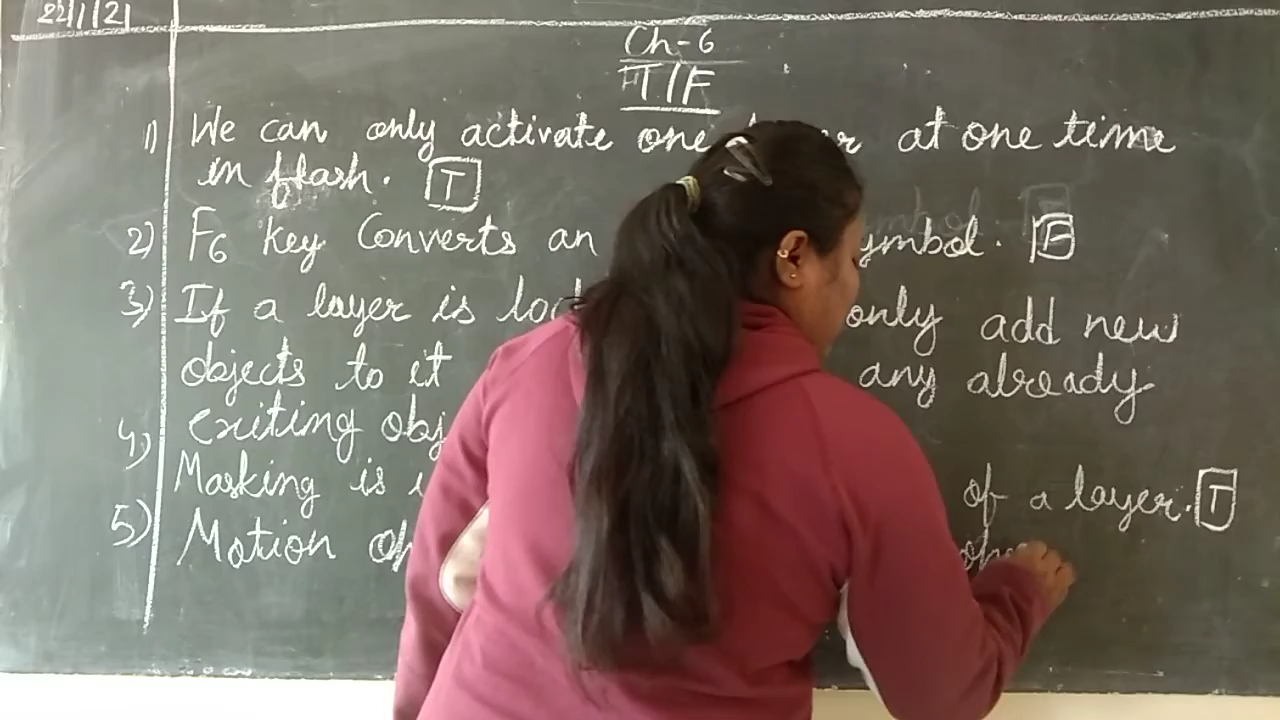 22/1/21
Ch-6
T/F
1) We can only activate one at one time
in flash. T
2) F6 key Converts an ymbol. F
3) If a layer is loc only add new
objects to it any already
exiting obj
4) Masking is of a layer. T
5) Motion